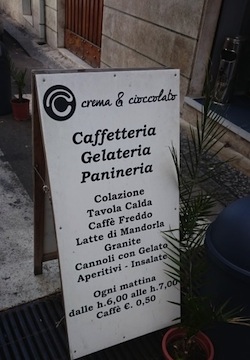 crema & cioccolato
Caffetteria
Gelateria
Panineria
Colazione
Tavola Calda
Caffè Freddo
Latte di Mandorla
Granite
Cannoli con Gelato
Aperitivi - Insalate
Ogni mattina
dalle h.6,00 alle h.7,00
Caffè €. 0,50